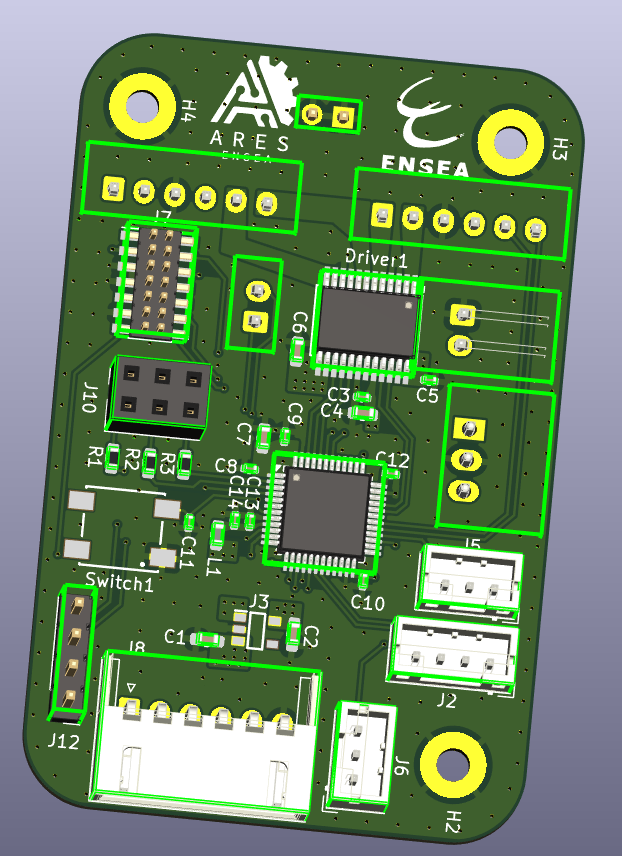 H4
ARES
ENSEA
ENSEA
H3
J7
Driver1
C6
C5
C3
C4
J10
C7
C9
R1
R2
R3
C8
C12
C14
C13
C11
L1
J5
Switch1
C10
J3
C1
C2
J8
J2
J12
J6
H2